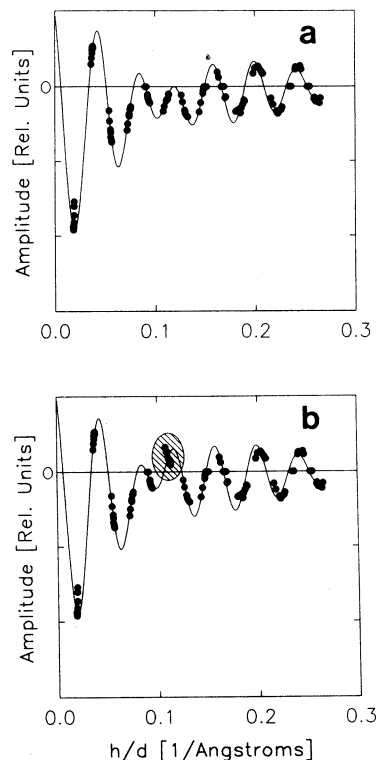 a
Amplitude [Rel. Units]
0
0.0 0.1 0.2 0.3
b
Amplitude [Rel. Units]
0
0.0 0.1 0.2 0.3
h/d [1/Angstroms]